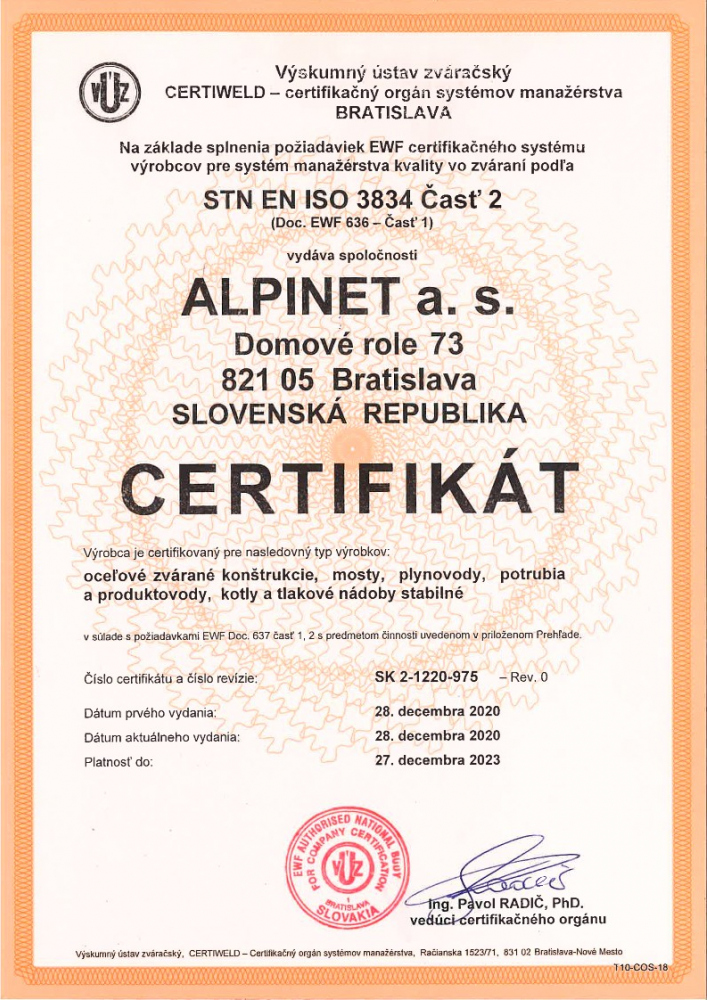 VÚZ
Výskumný ústav zváračský
CERTIWELD – certifikačný orgán systémov manažérstva
BRATISLAVA
Na základe splnenia požiadaviek EWF certifikačného systému
výrobcov pre systém manažérstva kvality vo zváraní podľa
STN EN ISO 3834 Časť 2
(Doc. EWF 636 – Časť 1)
vydáva spoločnosti
ALPINET a. s.
Domové role 73
821 05 Bratislava
SLOVENSKÁ REPUBLIKA
CERTIFIKÁT
Výrobca je certifikovaný pre nasledovný typ výrobkov:
oceľové zvárané konštrukcie, mosty, plynovody, potrubia
a produktovody, kotly a tlakové nádoby stabilné
v súlade s požiadavkami EWF Doc. 637 časť 1, 2 s predmetom činnosti uvedenom v priloženom Prehľade.
Číslo certifikátu a číslo revízie: SK 2-1220-975 – Rev. 0
Dátum prvého vydania: 28. decembra 2020
Dátum aktuálneho vydania: 28. decembra 2020
Platnosť do: 27. decembra 2023
EWF AUTHORISED NATIONAL BODY
FOR COMPANY CERTIFICATION
VÚZ
1
BRATISLAVA
SLOVAKIA
Ing. Pavol RADIČ, PhD.
vedúci certifikačného orgánu
Výskumný ústav zváračský, CERTIWELD – Certifikačný orgán systémov manažérstva, Račianska 1523/71, 831 02 Bratislava-Nové Mesto
T10-COS-18